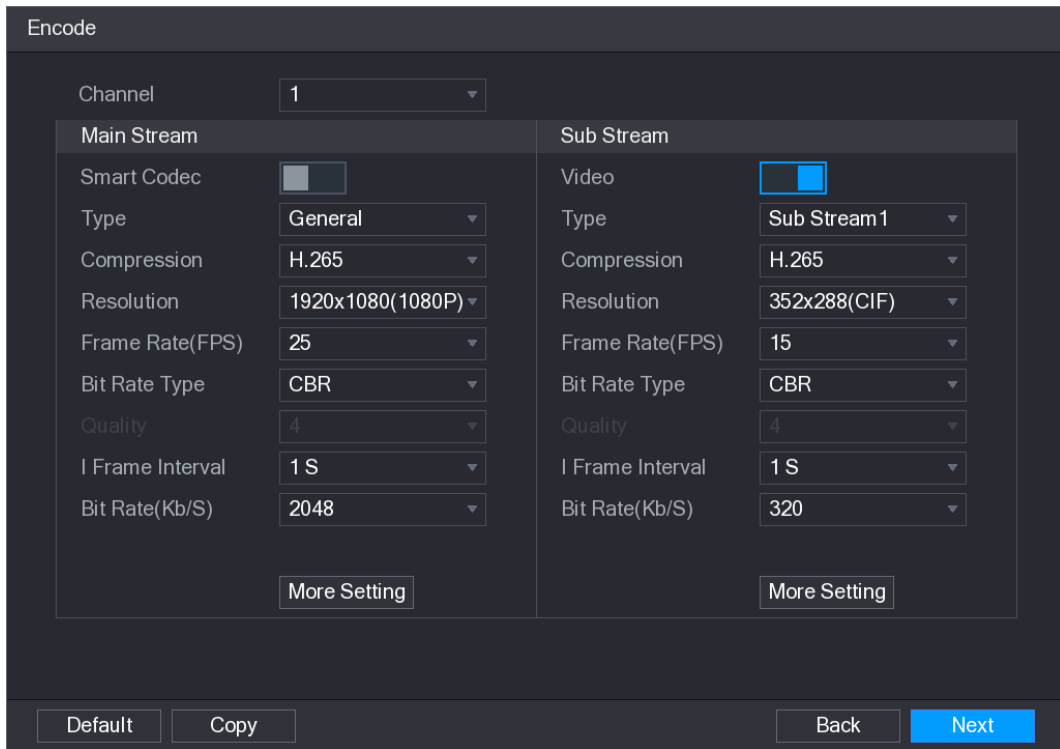 Encode
Channel 1
Main Stream Sub Stream
Smart Codec Video
Type General Type Sub Stream1
Compression H.265 Compression H.265
Resolution 1920x1080(1080P) Resolution 352x288(CIF)
Frame Rate(FPS) 25 Frame Rate(FPS) 15
Bit Rate Type CBR Bit Rate Type CBR
Quality 4 Quality 4
I Frame Interval 1 S I Frame Interval 1 S
Bit Rate(Kb/S) 2048 Bit Rate(Kb/S) 320
More Setting More Setting
Default Copy Back Next